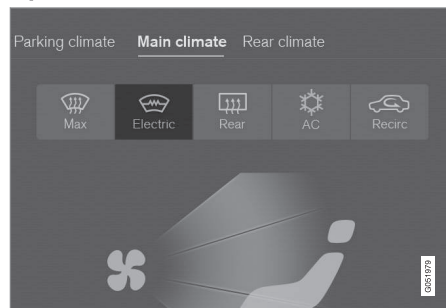 Parking climate Main climate Rear climate
Max Electric Rear AC Recirc
G051979